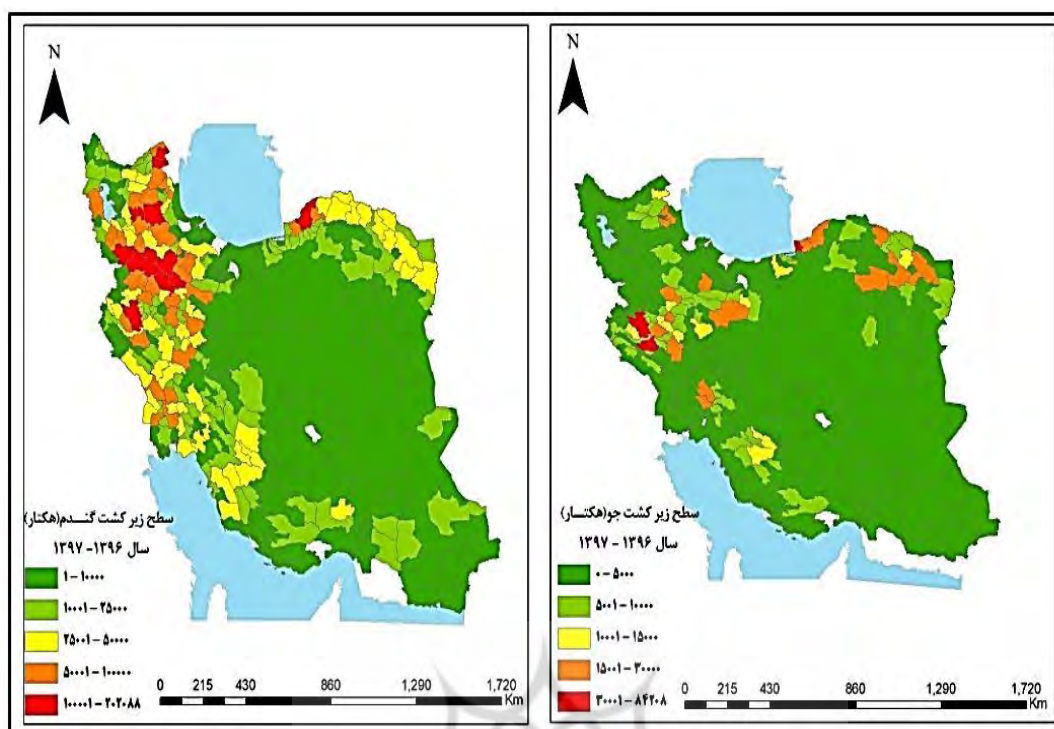 N
سطح زیر کشت گندم(هکتار)
سال ۱۳۹۶- ۱۳۹۷
۱ – ۱۰۰۰۰
۱۰۰۰۱ – ۲۵۰۰۰
۲۵۰۰۱ – ۵۰۰۰۰
۵۰۰۰۱ – ۱۰۰۰۰۰
۱۰۰۰۰۱ – ۲۰۲۰۸۸
0 215 430 860 1,290 1,720
Km
N
سطح زیر کشت جو(هکتار)
سال ۱۳۹۶- ۱۳۹۷
۰ – ۵۰۰۰
۵۰۰۱ – ۱۰۰۰۰
۱۰۰۰۱ – ۱۵۰۰۰
۱۵۰۰۱ – ۳۰۰۰۰
۳۰۰۰۱ – ۸۴۲۰۸
0 215 430 860 1,290 1,720
Km